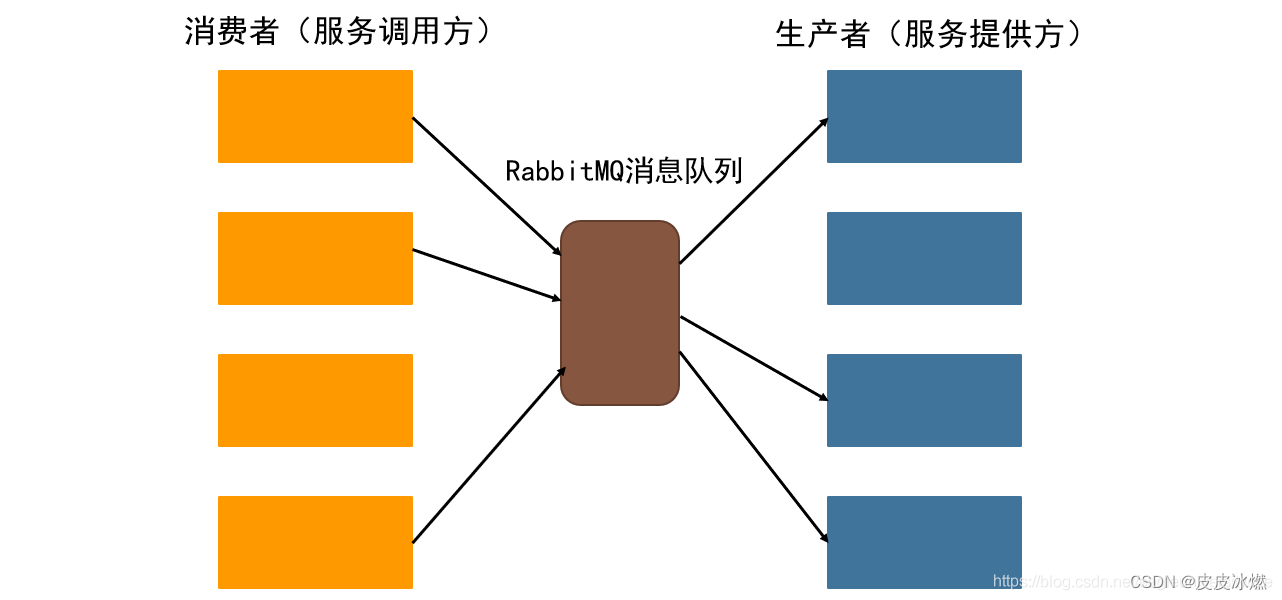 消费者（服务调用方）
生产者（服务提供方）
RabbitMQ消息队列
https://blog.csdn.ne
CSDN @皮皮冰燃